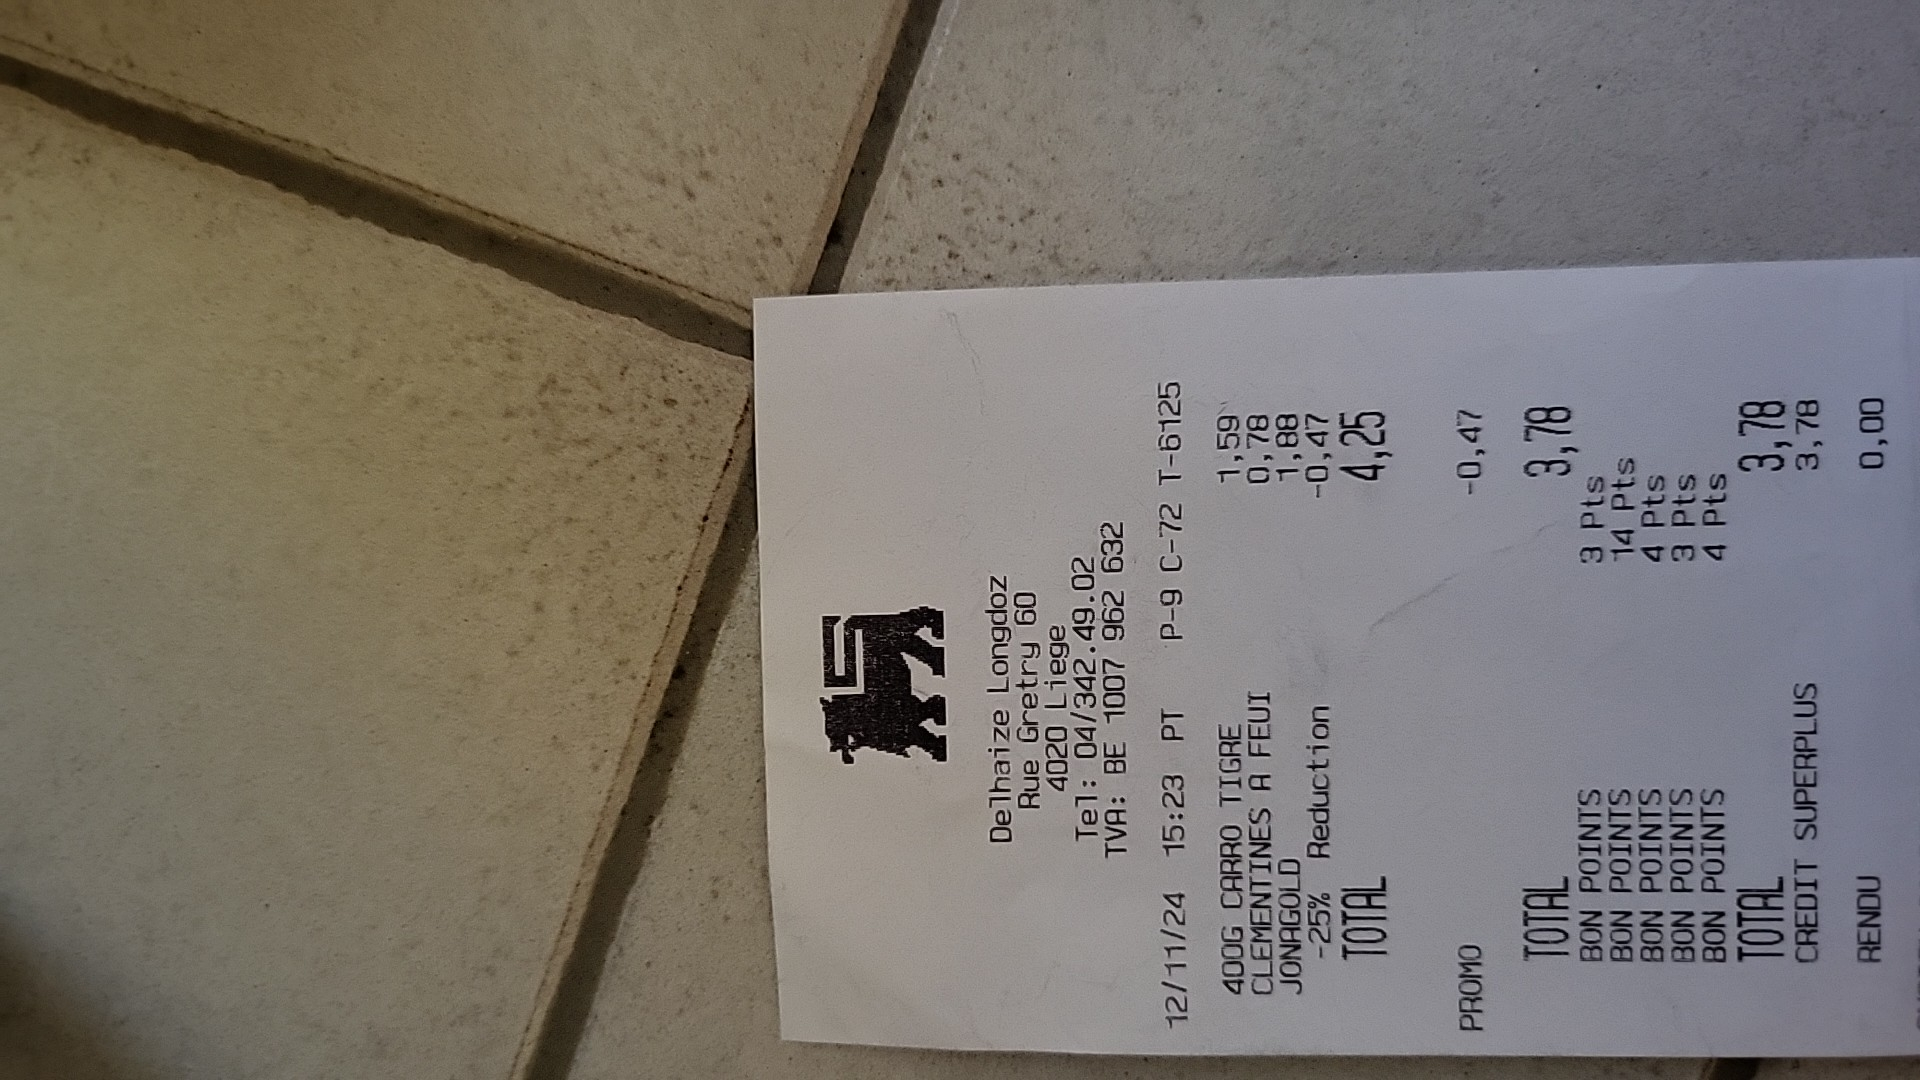 Delhaize Longdoz
Rue Gretry 60
4020 Liege
Tel: 04/342.49.02
TVA: BE 1007 962 632
12/11/24 15:23 PT P-9 C-72 T-6125
400G CARRO TIGRE 1,59
CLEMENTINES A FEUI 0,78
JONAGOLD 1,88
-25% Reduction -0,47
TOTAL 4,25
PROMO -0,47
TOTAL 3,78
BON POINTS 3 Pts
BON POINTS 14 Pts
BON POINTS 4 Pts
BON POINTS 3 Pts
BON POINTS 4 Pts
TOTAL 3,78
CREDIT SUPERPLUS 3,78
RENDU 0,00